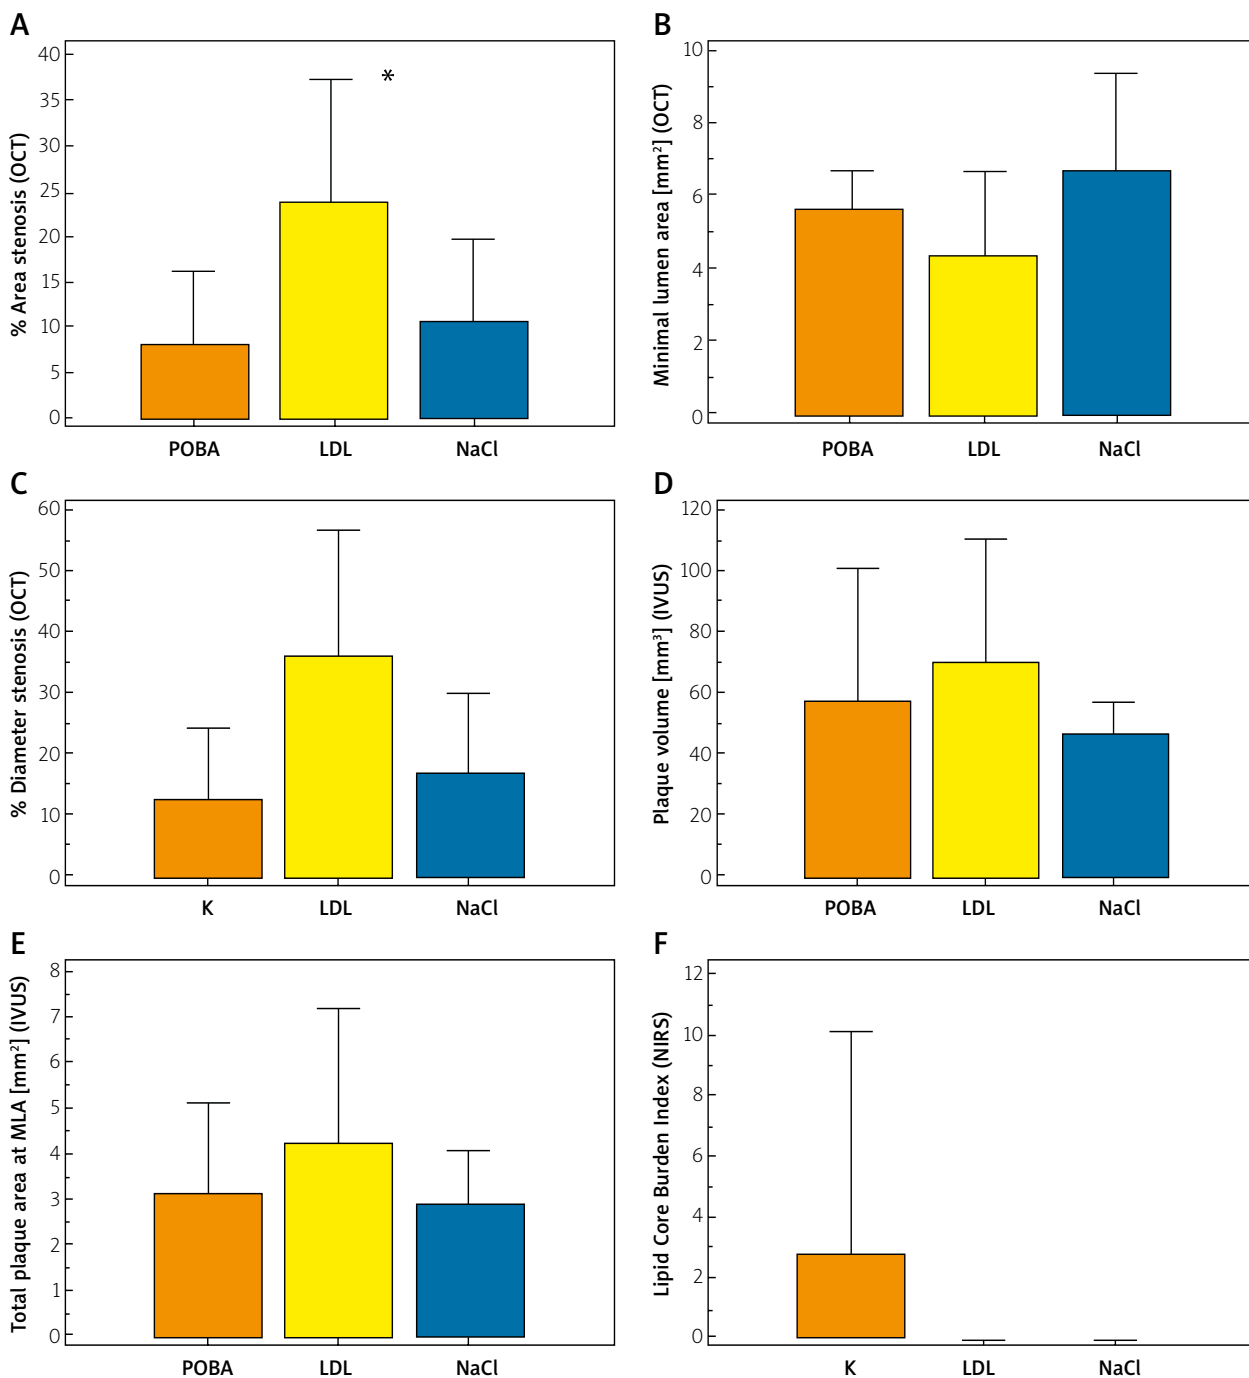 A
% Area stenosis (OCT)
40
35
30
25
20
15
10
5
0
*
POBA LDL NaCl
B
Minimal lumen area [mm²] (OCT)
10
8
6
4
2
0
POBA LDL NaCl
C
% Diameter stenosis (OCT)
60
50
40
30
20
10
0
K LDL NaCl
D
Plaque volume [mm³] (IVUS)
120
100
80
60
40
20
0
POBA LDL NaCl
E
Total plaque area at MLA [mm²] (IVUS)
8
7
6
5
4
3
2
1
0
POBA LDL NaCl
F
Lipid Core Burden Index (NIRS)
12
10
8
6
4
2
0
K LDL NaCl